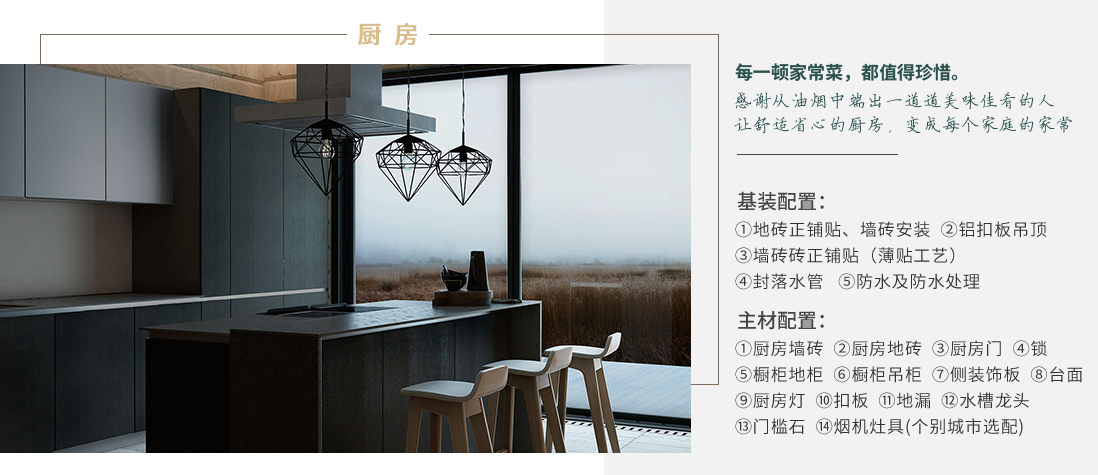 厨房
每一顿家常菜，都值得珍惜。
感谢从油烟中端出一道道美味佳肴的人
让舒适省心的厨房，变成每个家庭的家常
基装配置：
①地砖正铺贴、墙砖安装 ②铝扣板吊顶
③墙砖砖正铺贴（薄贴工艺）
④封落水管 ⑤防水及防水处理
主材配置：
①厨房墙砖 ②厨房地砖 ③厨房门 ④锁
⑤橱柜地柜 ⑥橱柜吊柜 ⑦侧装饰板 ⑧台面
⑨厨房灯 ⑩扣板 ⑪地漏 ⑫水槽龙头
⑬门槛石 ⑭烟机灶具(个别城市选配)